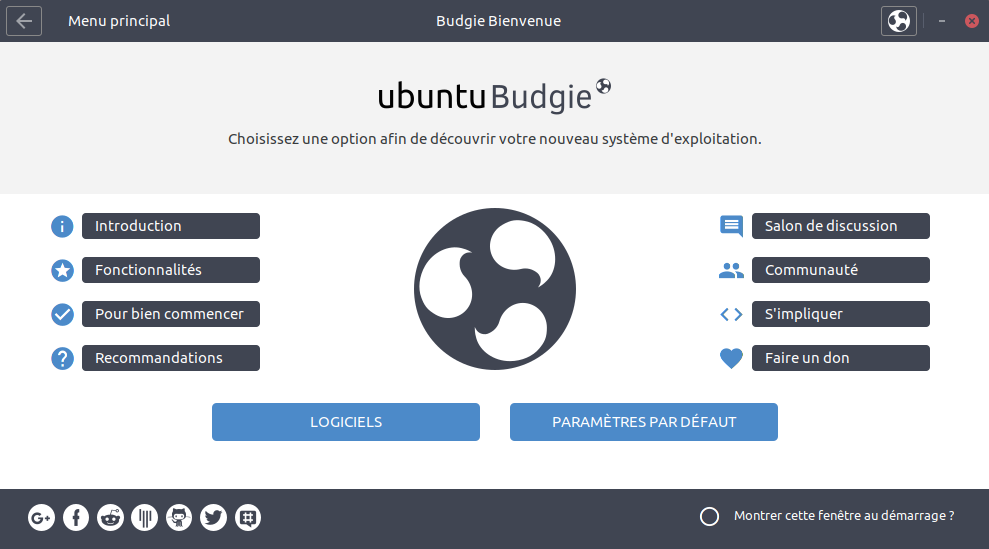 Menu principal
Budgie Bienvenue
ubuntu Budgie
Choisissez une option afin de découvrir votre nouveau système d'exploitation.
Introduction
Fonctionnalités
Pour bien commencer
Recommandations
Salon de discussion
Communauté
S'impliquer
Faire un don
LOGICIELS
PARAMÈTRES PAR DÉFAUT
Montrer cette fenêtre au démarrage ?